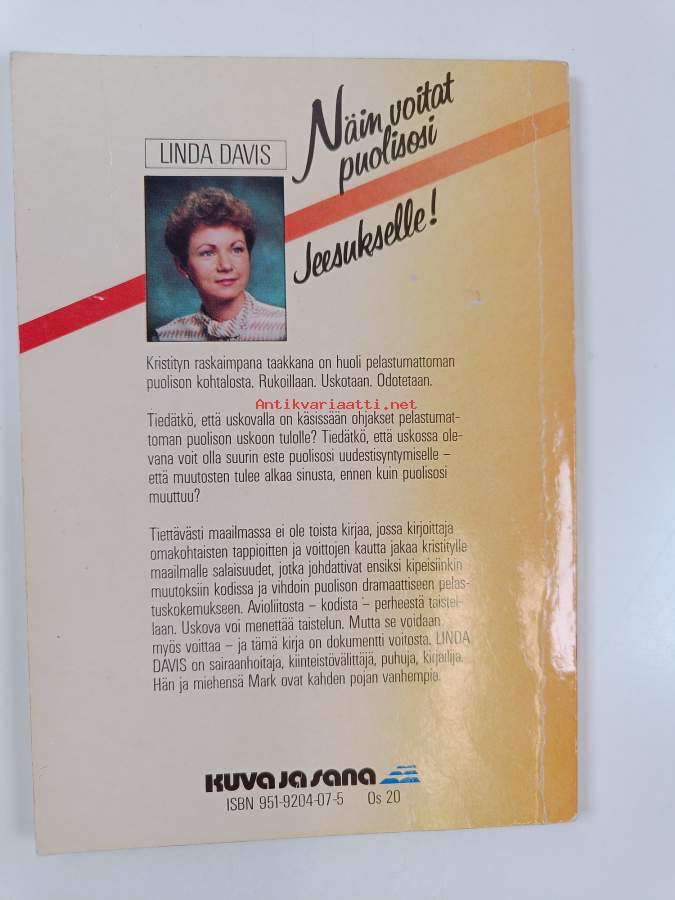 Näin voitat
puolisosi
Jeesukselle!
LINDA DAVIS
Kristityn raskaimpana taakkana on huoli pelastumattoman
puolison kohtalosta. Rukoillaan. Uskotaan. Odotetaan.
Antikvariaatti.net
Tiedätkö, että uskovalla on käsissään ohjakset pelastumat-
toman puolison uskoon tulolle? Tiedätkö, että uskossa ole-
vana voit olla suurin este puolisosi uudestisyntymiselle –
että muutosten tulee alkaa sinusta, ennen kuin puolisosi
muuttuu?
Tiettävästi maailmassa ei ole toista kirjaa, jossa kirjoittaja
omakohtaisten tappioitten ja voittojen kautta jakaa kristitylle
maailmalle salaisuudet, jotka johdattivat ensiksi kipeisiinkin
muutoksiin kodissa ja vihdoin puolison dramaattiseen pelas-
tuskokemukseen. Avioliitosta – kodista – perheestä taistel-
laan. Uskova voi menettää taistelun. Mutta se voidaan
myös voittaa – ja tämä kirja on dokumentti voitosta. LINDA
DAVIS on sairaanhoitaja, kiinteistövälittäjä, puhuja, kirjailija.
Hän ja miehensä Mark ovat kahden pojan vanhempia.
KUVA JA SANA
ISBN 951-9204-07-5 Os 20